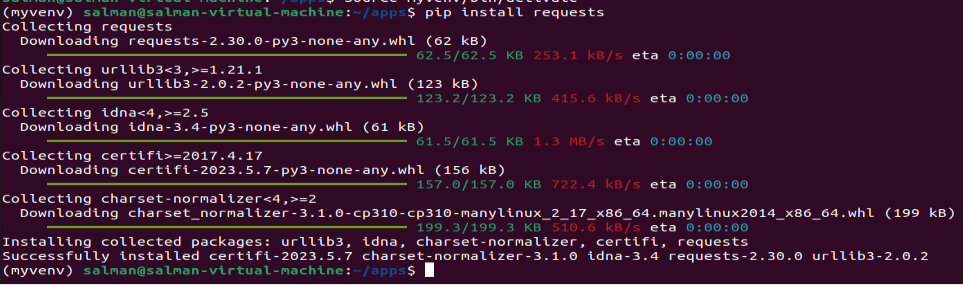 (myvenv) salman@salman-virtual-machine:~/apps$ pip install requests
Collecting requests
Downloading requests-2.30.0-py3-none-any.whl (62 kB)
62.5/62.5 KB 253.1 kB/s eta 0:00:00
Collecting urllib3<3,>=1.21.1
Downloading urllib3-2.0.2-py3-none-any.whl (123 kB)
123.2/123.2 KB 415.6 kB/s eta 0:00:00
Collecting idna<4,>=2.5
Downloading idna-3.4-py3-none-any.whl (61 kB)
61.5/61.5 KB 1.3 MB/s eta 0:00:00
Collecting certifi>=2017.4.17
Downloading certifi-2023.5.7-py3-none-any.whl (156 kB)
157.0/157.0 KB 722.4 kB/s eta 0:00:00
Collecting charset-normalizer<4,>=2
Downloading charset_normalizer-3.1.0-cp310-cp310-manylinux_2_17_x86_64.manylinux2014_x86_64.whl (199 kB)
199.3/199.3 KB 510.6 kB/s eta 0:00:00
Installing collected packages: urllib3, idna, charset-normalizer, certifi, requests
Successfully installed certifi-2023.5.7 charset-normalizer-3.1.0 idna-3.4 requests-2.30.0 urllib3-2.0.2
(myvenv) salman@salman-virtual-machine:~/apps$